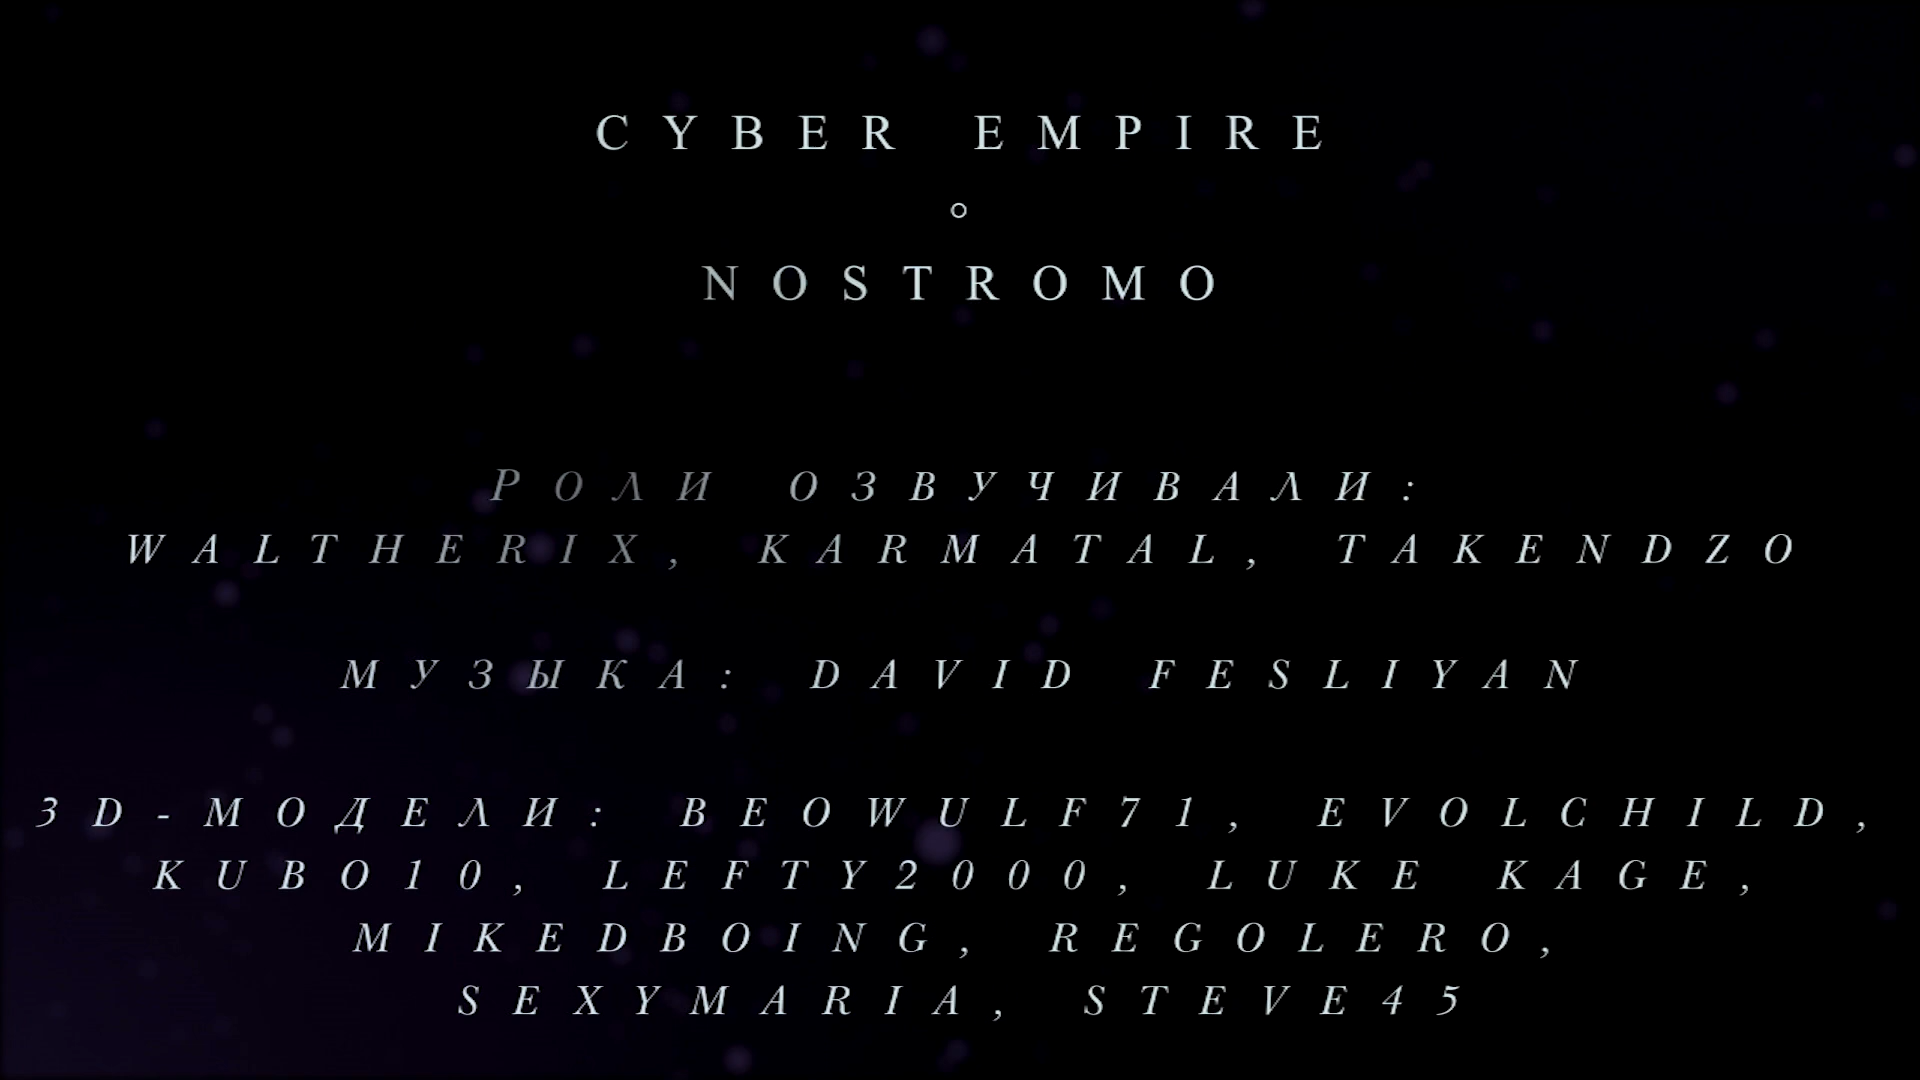 CYBER EMPIRE
°
NOSTROMO
РОЛИ ОЗВУЧИВАЛИ:
WALTHERIX, KARMATAL, TAKENDZO
МУЗЫКА: DAVID FESLIYAN
3D-МОДЕЛИ: BEOWULF71, EVOLCHILD,
KUBO10, LEFTY2000, LUKE KAGE,
MIKEDBOING, REGOLERO,
SEXYMARIA, STEVE45